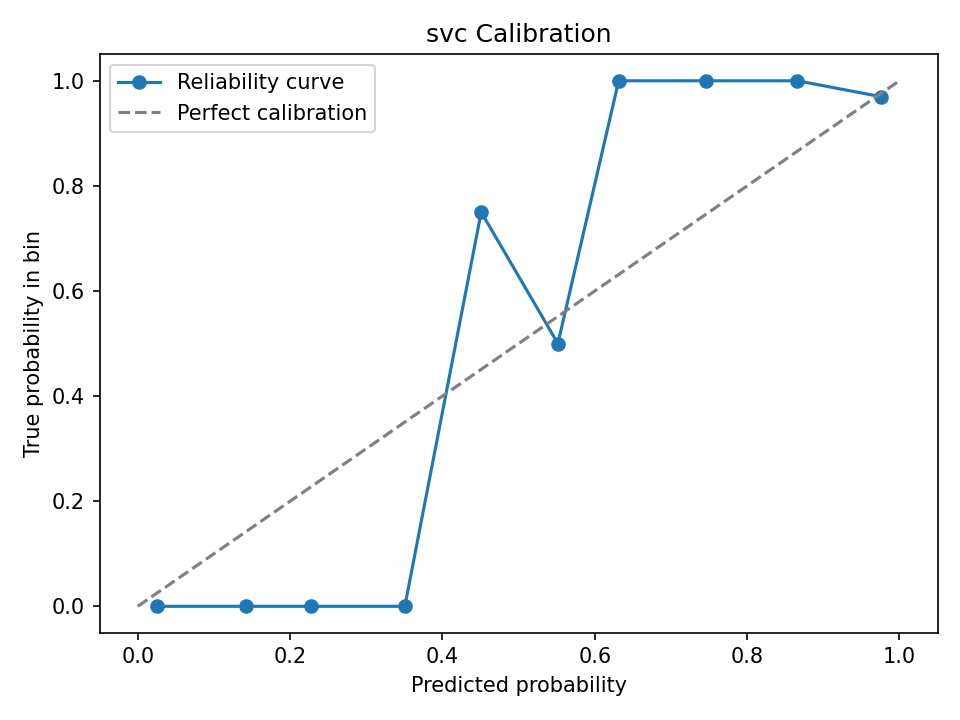 svc Calibration
Reliability curve
Perfect calibration
True probability in bin
1.0
0.8
0.6
0.4
0.2
0.0
0.0 0.2 0.4 0.6 0.8 1.0
Predicted probability